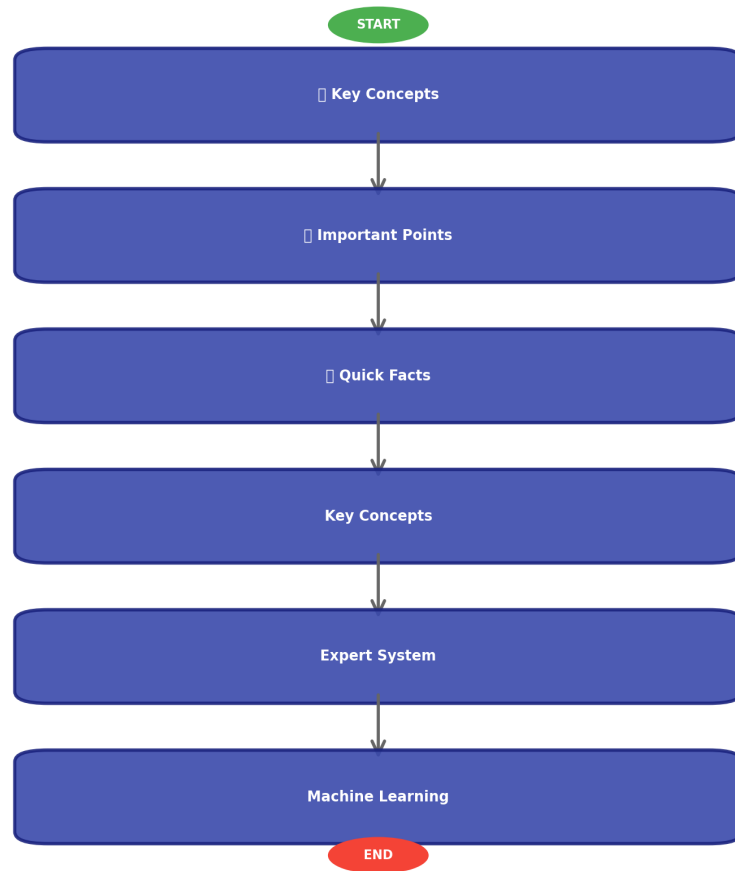 START
Key Concepts
Important Points
Quick Facts
Key Concepts
Expert System
Machine Learning
END